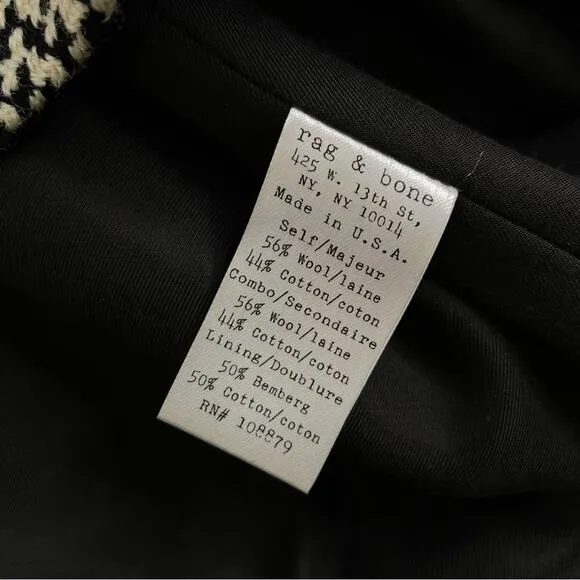 rag & bone
425 W. 13th St,
NY, NY 10014
Made in U.S.A.
Self/Majeur
56% Wool/laine
44% Cotton/coton
Combo/Secondaire
56% Wool/laine
44% Cotton/coton
Lining/Doublure
50% Bemberg
50% Cotton/coton
RN# 108879